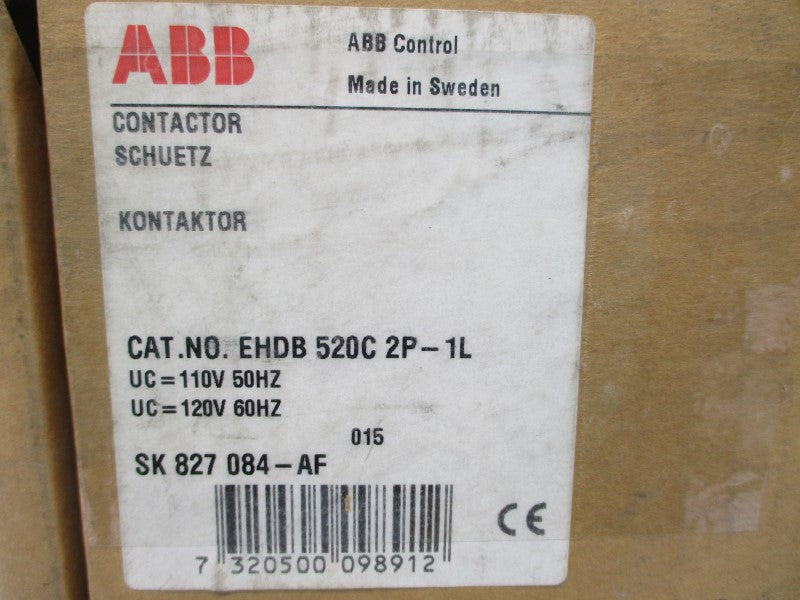 ABB
ABB Control
Made in Sweden
CONTACTOR
SCHUETZ
KONTAKTOR
CAT.NO. EHDB 520C 2P-1L
UC=110V 50HZ
UC=120V 60HZ
015
SK 827 084-AF
CE
7 320500 098912